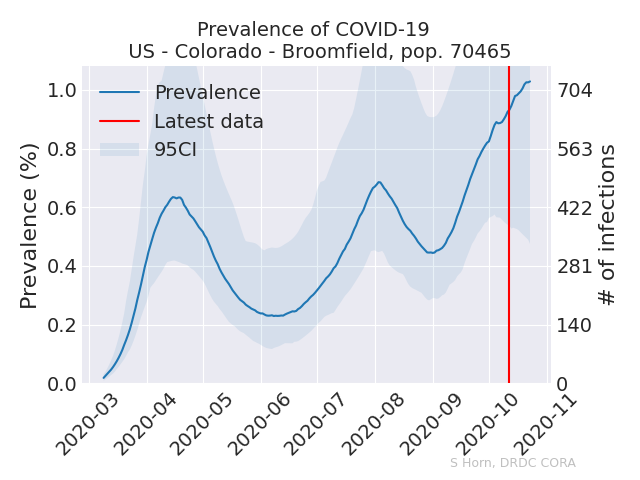 Prevalence of COVID-19
US - Colorado - Broomfield, pop. 70465
Prevalence
Latest data
95CI
Prevalence (%)
1.0
0.8
0.6
0.4
0.2
0.0
704
563
422
281
140
0
# of infections
2020-03
2020-04
2020-05
2020-06
2020-07
2020-08
2020-09
2020-10
2020-11
S Horn, DRDC CORA